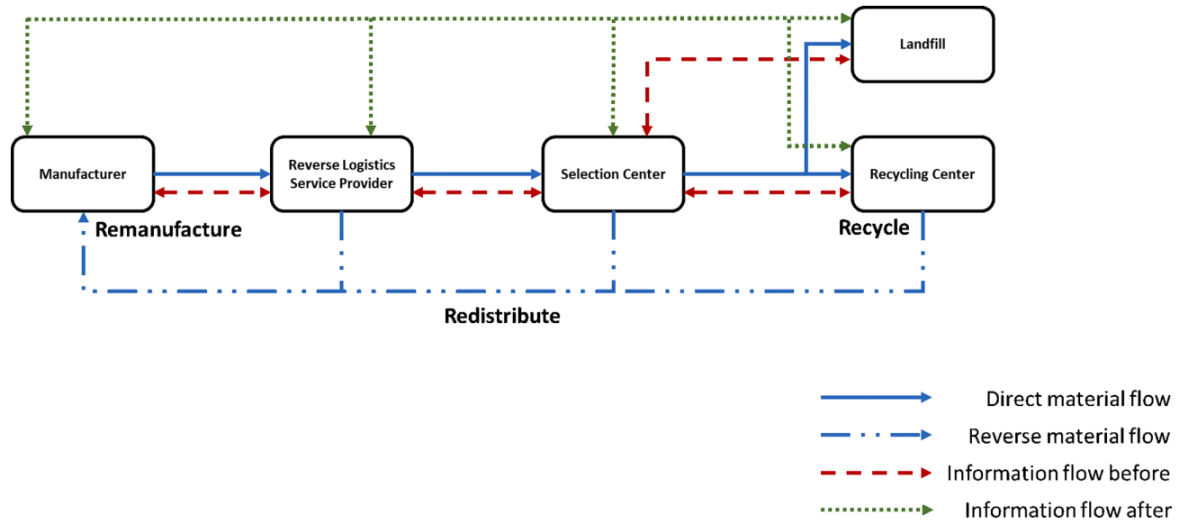 Landfill
Manufacturer
Reverse Logistics
Service Provider
Selection Center
Recycling Center
Remanufacture
Recycle
Redistribute
Direct material flow
Reverse material flow
Information flow before
Information flow after